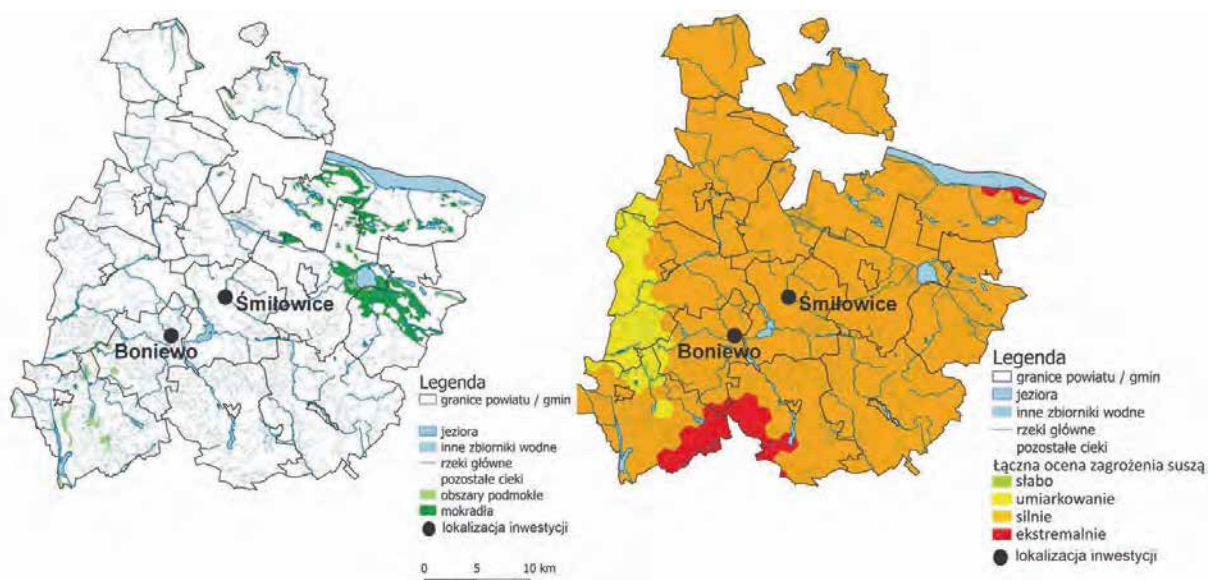 Śmiłowice
Boniewo
Legenda
granice powiatu / gmin
jeziora
inne zbiorniki wodne
rzeki główne
pozostałe cieki
obszary podmokłe
mokradła
lokalizacja inwestycji
0 5 10 km
Śmiłowice
Boniewo
Legenda
granice powiatu / gmin
jeziora
inne zbiorniki wodne
rzeki główne
pozostałe cieki
Łączna ocena zagrożenia suszą
słabo
umiarkowanie
silnie
ekstremalnie
lokalizacja inwestycji